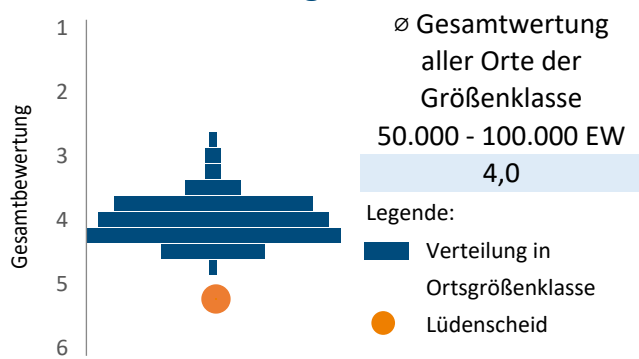 1
2
3
4
5
6
Gesamtbewertung
⌀ Gesamtwertung
aller Orte der
Größenklasse
50.000 - 100.000 EW
4,0
Legende:
Verteilung in
Ortsgrößenklasse
Lüdenscheid